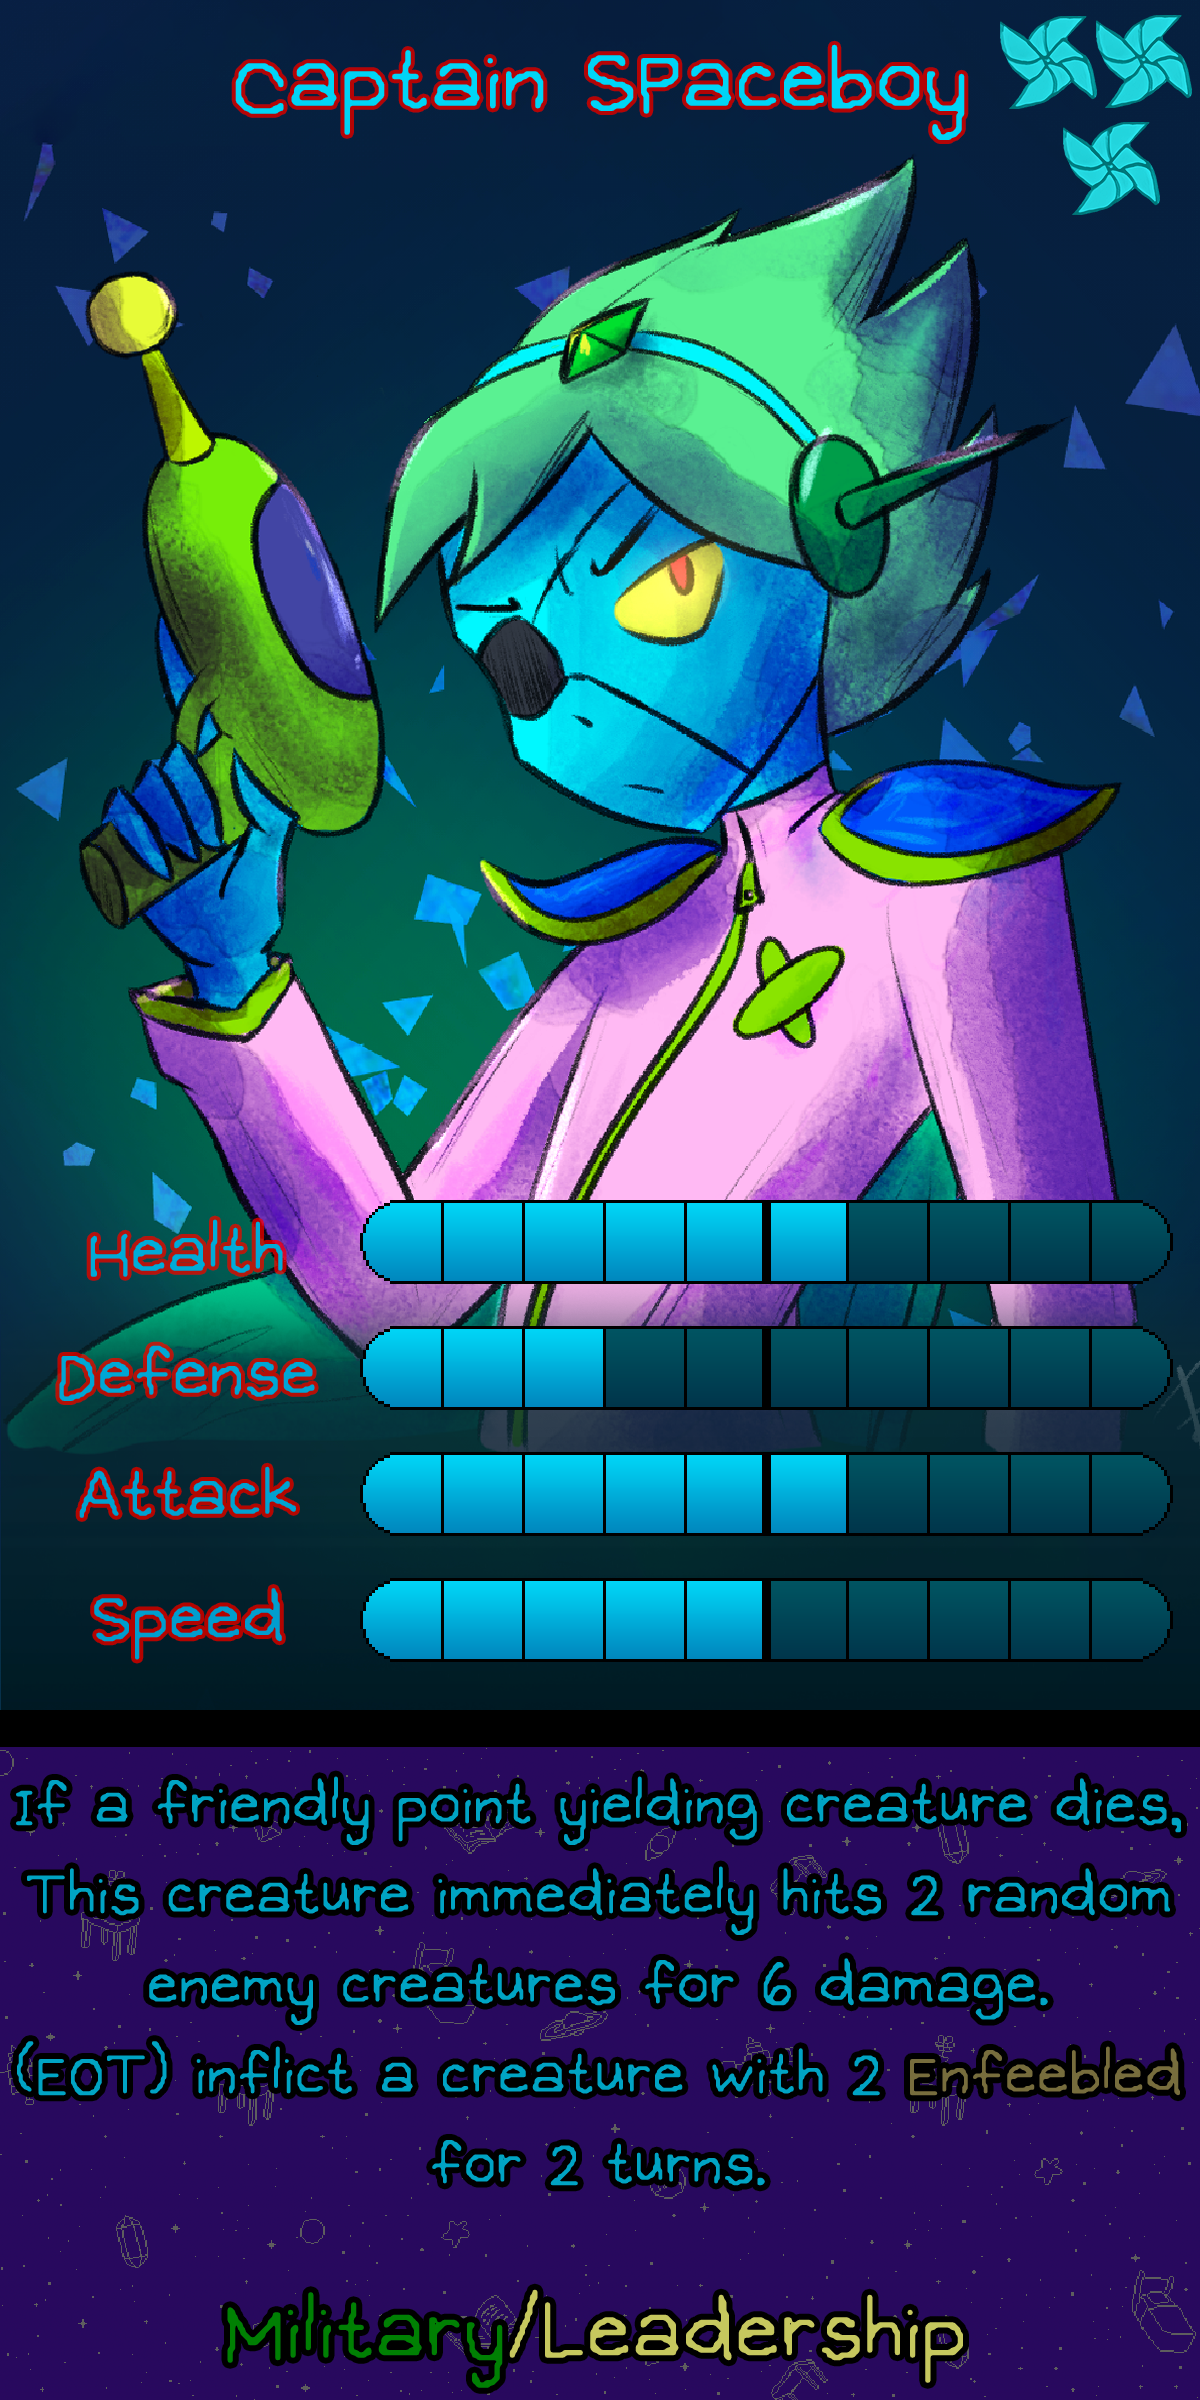 Captain SPaceboy
Health
Defense
Attack
Speed
If a friendly point yielding creature dies,
This creature immediately hits 2 random
enemy creatures for 6 damage.
(EOT) inflict a creature with 2 Enfeebled
for 2 turns.
Military/Leadership